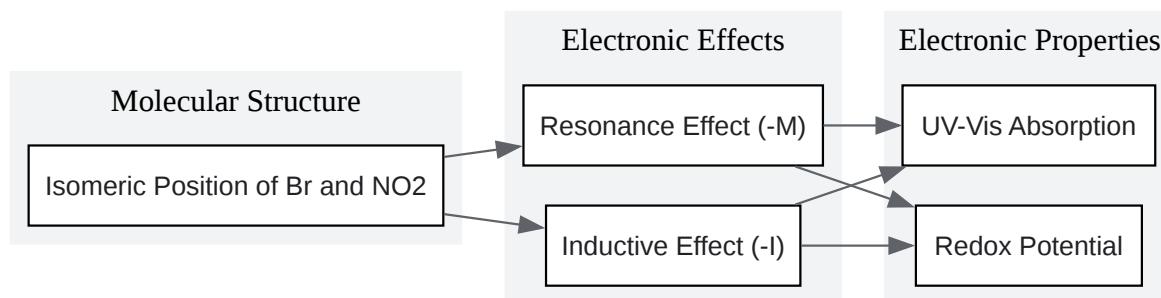 Molecular Structure
Isomeric Position of Br and NO2
Electronic Effects
Resonance Effect (-M)
Inductive Effect (-I)
Electronic Properties
UV-Vis Absorption
Redox Potential